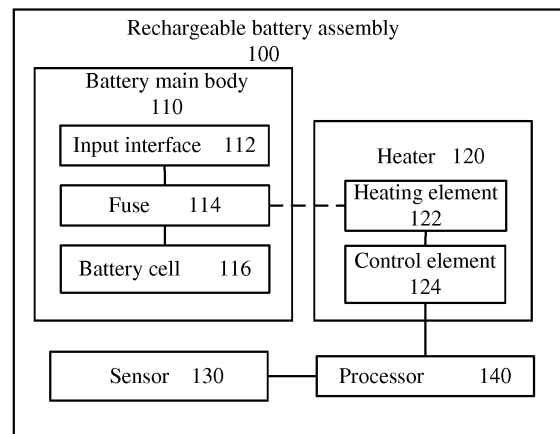 Rechargeable battery assembly
100
Battery main body
110
Input interface 112
Fuse 114
Battery cell 116
Heater 120
Heating element
122
Control element
124
Sensor 130
Processor 140